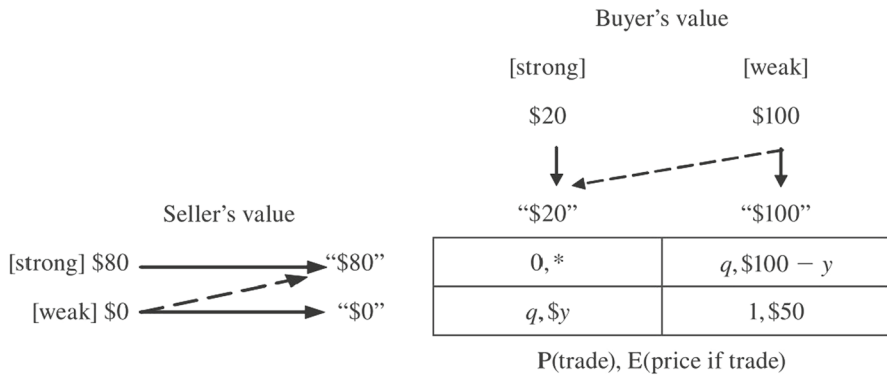 Buyer’s value
[strong] [weak]
$20 $100
Seller’s value “$20” “$100”
[strong] $80 “$80” 0, * q, $100 − y
[weak] $0 “$0” q, $y 1, $50
P(trade), E(price if trade)